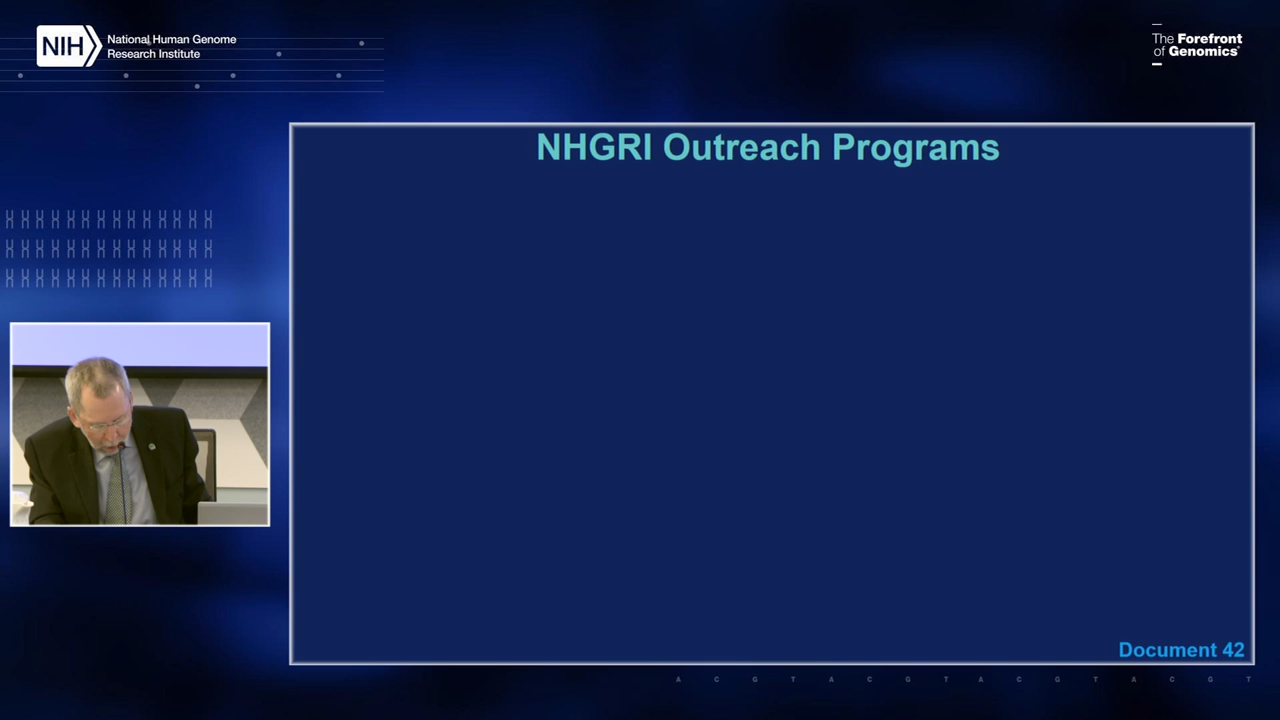 NIH
National Human Genome
Research Institute
The Forefront
of Genomics®
NHGRI Outreach Programs
Document 42
A C G T A C G T A C G T A C G T